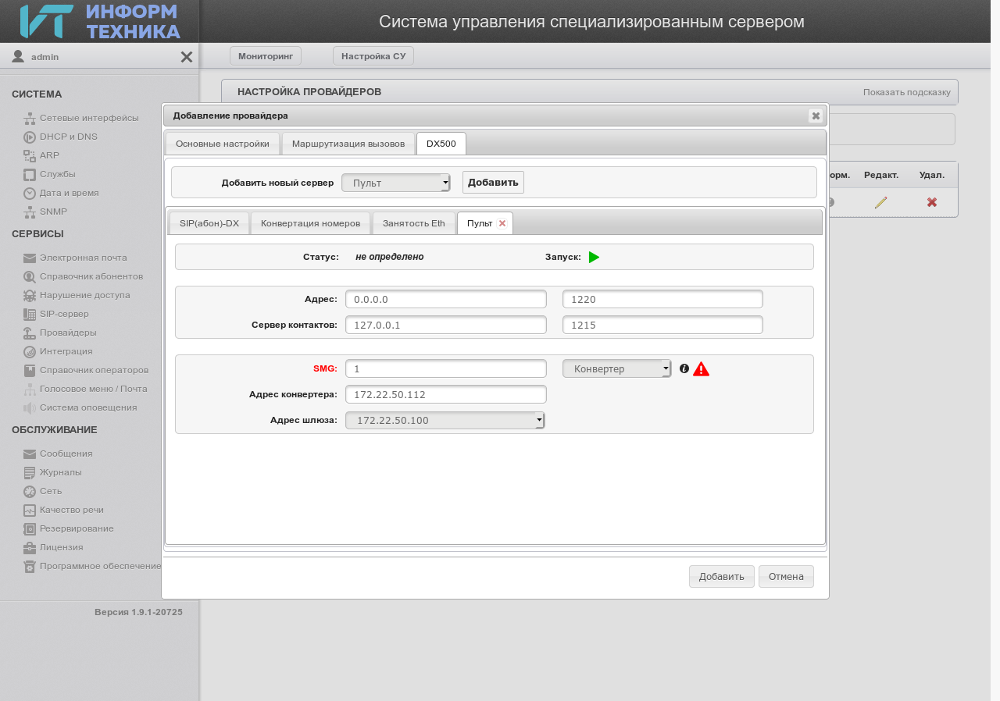 ИНФОРМ
ТЕХНИКА
Система управления специализированным сервером
admin
Мониторинг
Настройка СУ
СИСТЕМА
Сетевые интерфейсы
DHCP и DNS
ARP
Службы
Дата и время
SNMP
СЕРВИСЫ
Электронная почта
Справочник абонентов
Нарушение доступа
SIP-сервер
Провайдеры
Интеграция
Справочник операторов
Голосовое меню / Почта
Система оповещения
ОБСЛУЖИВАНИЕ
Сообщения
Журналы
Сеть
Качество речи
Резервирование
Лицензия
Программное обеспечение
Версия 1.9.1-20725
НАСТРОЙКА ПРОВАЙДЕРОВ
Показать подсказку
орм.
Редакт.
Удал.
Добавление провайдера
Основные настройки
Маршрутизация вызовов
DX500
Добавить новый сервер
Пульт
Добавить
SIP(абон)-DX
Конвертация номеров
Занятость Eth
Пульт
Статус:
не определено
Запуск:
Адрес:
0.0.0.0
1220
Сервер контактов:
127.0.0.1
1215
SMG:
1
Конвертер
Адрес конвертера:
172.22.50.112
Адрес шлюза:
172.22.50.100
Добавить
Отмена